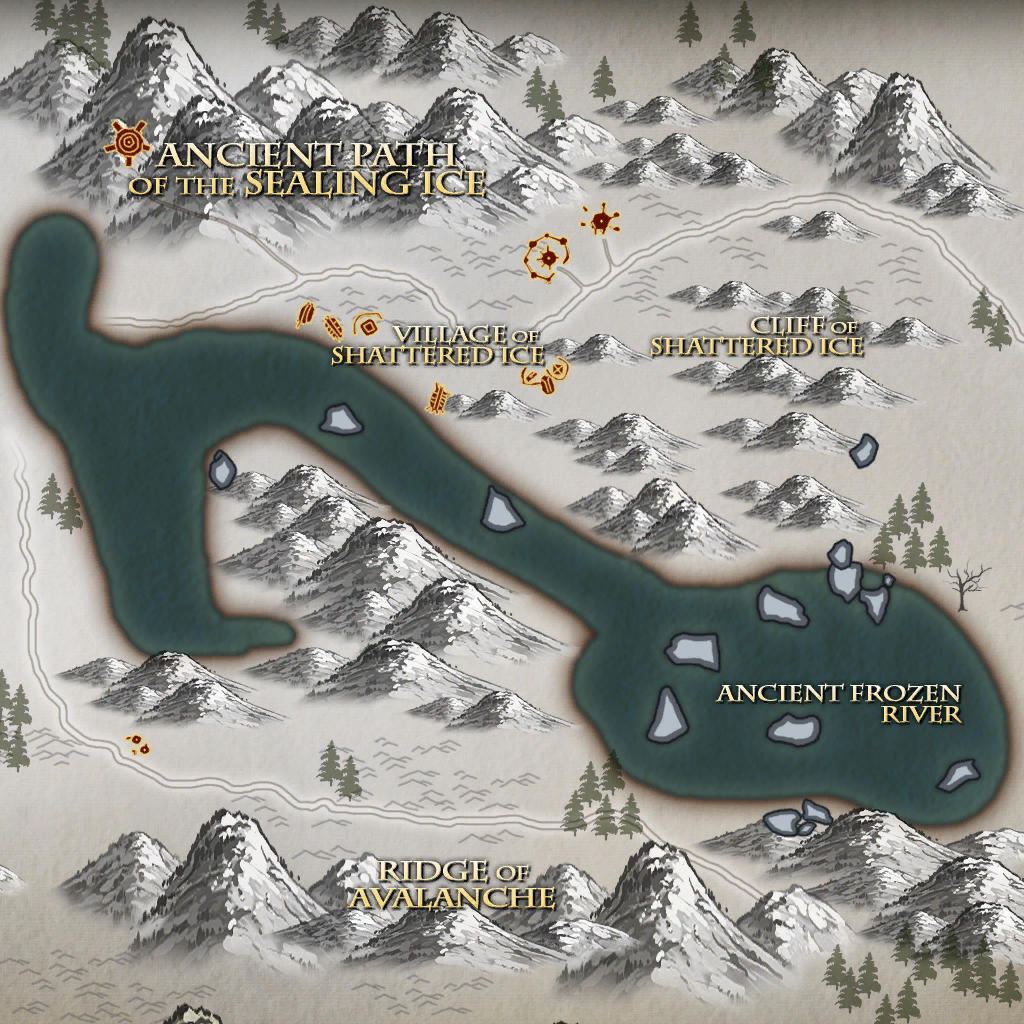 ANCIENT PATH
OF THE SEALING ICE
VILLAGE OF
SHATTERED ICE
CLIFF OF
SHATTERED ICE
ANCIENT FROZEN
RIVER
RIDGE OF
AVALANCHE